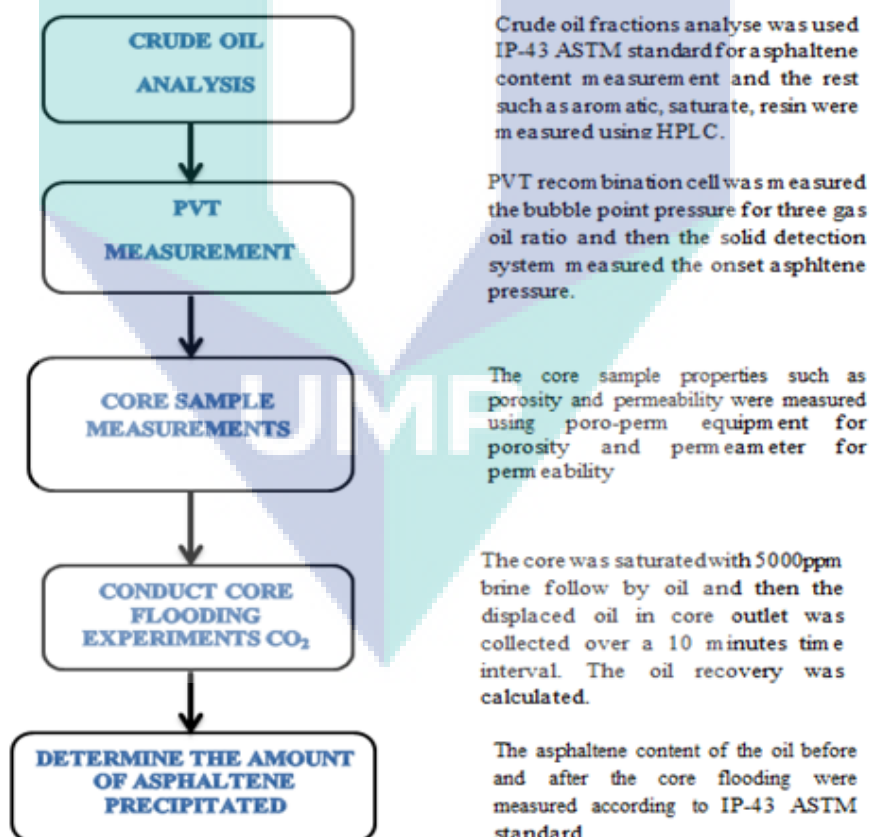 CRUDE OIL
ANALYSIS
Crude oil fractions analyse was used
IP-43 ASTM standard for asphaltene
content measurement and the rest
such as aromatic, saturate, resin were
measured using HPLC.
PVT
MEASUREMENT
PVT recombination cell was measured
the bubble point pressure for three gas
oil ratio and then the solid detection
system measured the onset asphltene
pressure.
CORE SAMPLE
MEASUREMENTS
The core sample properties such as
porosity and permeability were measured
using poro-perm equipment for
porosity and permeameter for
permeability
CONDUCT CORE
FLOODING
EXPERIMENTS CO₂
The core was saturated with 5000ppm
brine follow by oil and then the
displaced oil in core outlet was
collected over a 10 minutes time
interval. The oil recovery was
calculated.
DETERMINE THE AMOUNT
OF ASPHALTENE
PRECIPITATED
The asphaltene content of the oil before
and after the core flooding were
measured according to IP-43 ASTM
standard
UMP